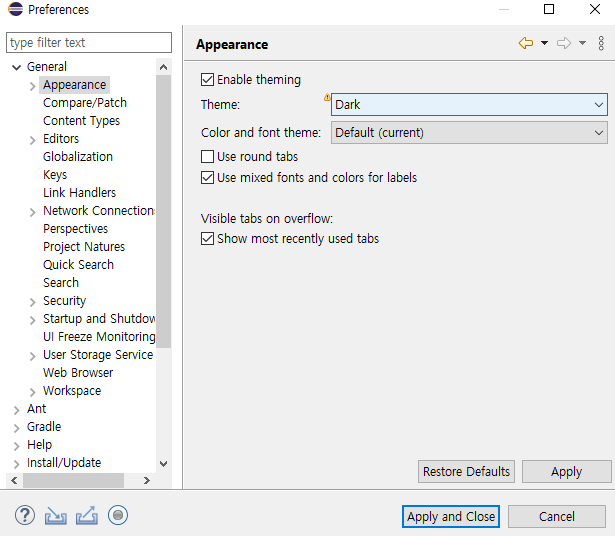 Preferences
type filter text
General
Appearance
Compare/Patch
Content Types
Editors
Globalization
Keys
Link Handlers
Network Connection
Perspectives
Project Natures
Quick Search
Search
Security
Startup and Shutdow
UI Freeze Monitoring
User Storage Service
Web Browser
Workspace
Ant
Gradle
Help
Install/Update
Appearance
Enable theming
Theme:
Dark
Color and font theme:
Default (current)
Use round tabs
Use mixed fonts and colors for labels
Visible tabs on overflow:
Show most recently used tabs
Restore Defaults
Apply
?
Apply and Close
Cancel